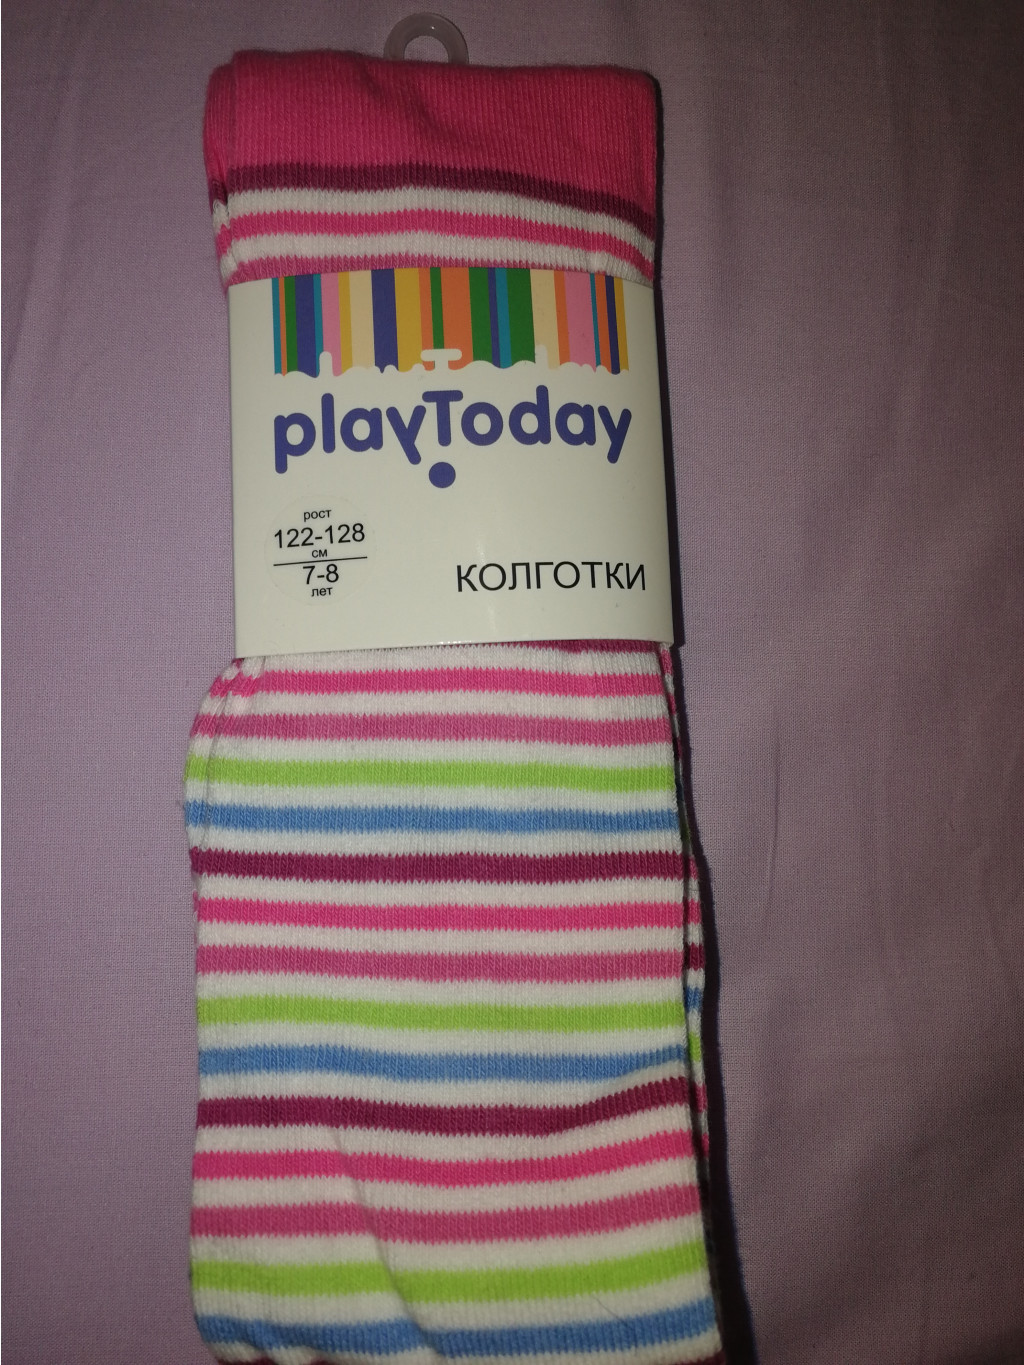 playToday
рост
122-128
см
7-8
лет
КОЛГОТКИ